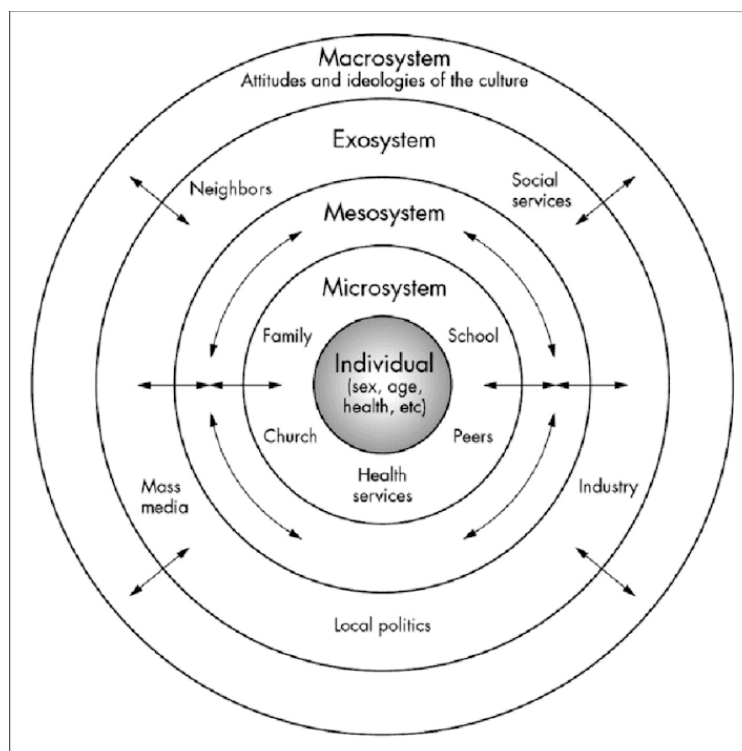 Macrosystem
Attitudes and ideologies of the culture
Exosystem
Neighbors
Social
services
Mesosystem
Microsystem
Family
School
Individual
(sex, age,
health, etc)
Church
Peers
Health
services
Mass
media
Industry
Local politics